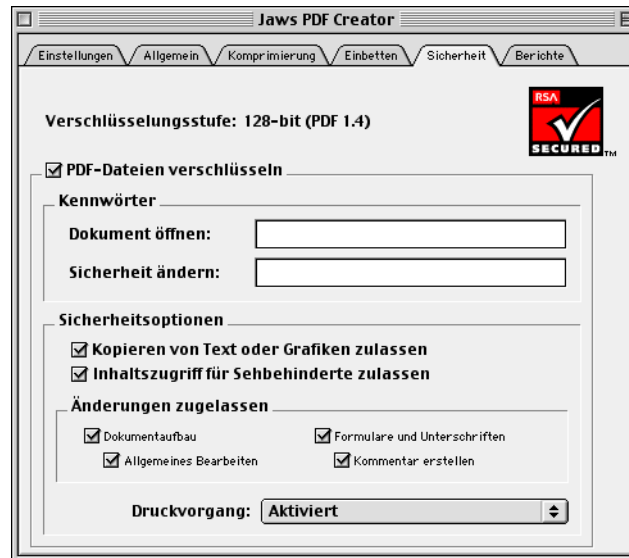 Jaws PDF Creator
Einstellungen Allgemein Komprimierung Einbetten Sicherheit Berichte
RSA
SECURED™
Verschlüsselungsstufe: 128-bit (PDF 1.4)
PDF-Dateien verschlüsseln
Kennwörter
Dokument öffnen:
Sicherheit ändern:
Sicherheitsoptionen
Kopieren von Text oder Grafiken zulassen
Inhaltszugriff für Sehbehinderte zulassen
Änderungen zugelassen
Dokumentaufbau Formulare und Unterschriften
Allgemeines Bearbeiten Kommentar erstellen
Druckvorgang: Aktiviert